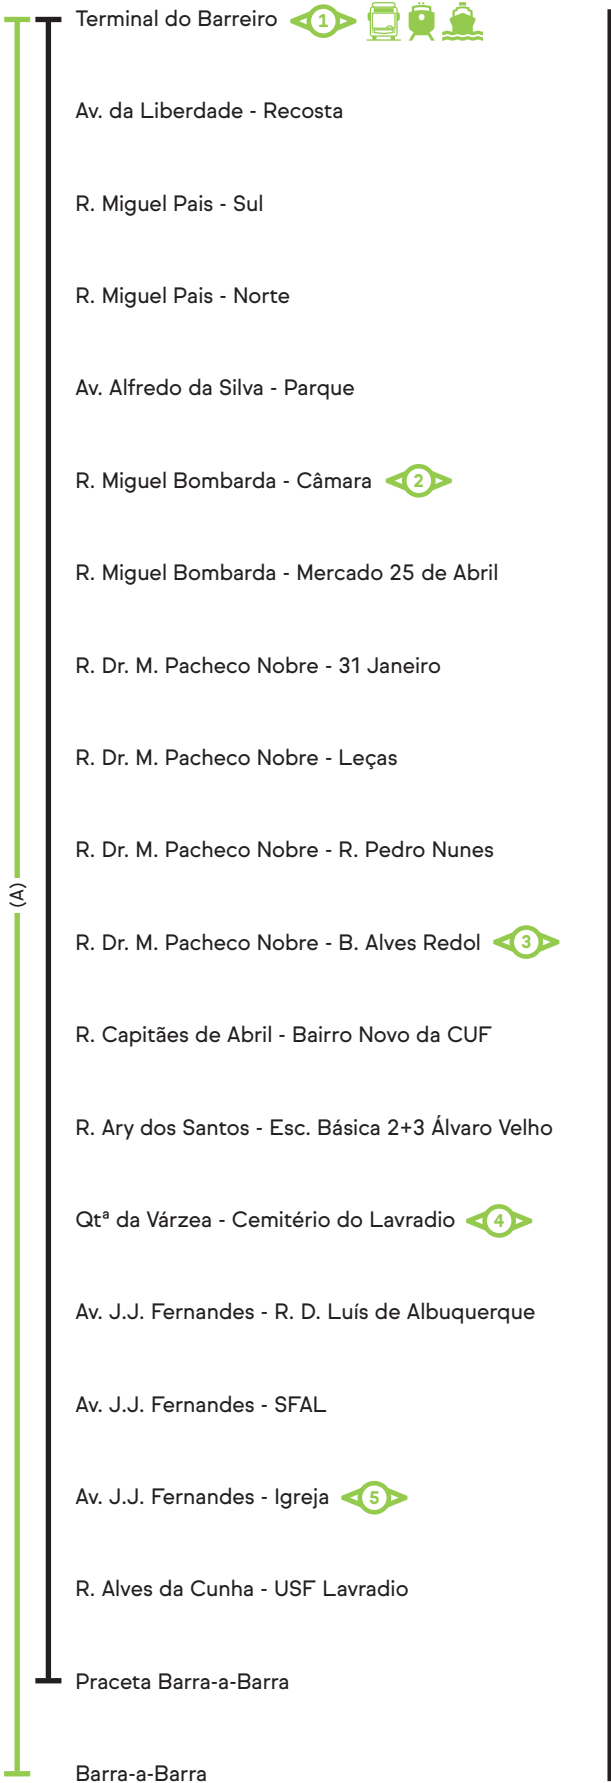 Terminal do Barreiro 1
Av. da Liberdade - Recosta
R. Miguel Pais - Sul
R. Miguel Pais - Norte
Av. Alfredo da Silva - Parque
R. Miguel Bombarda - Câmara 2
R. Miguel Bombarda - Mercado 25 de Abril
R. Dr. M. Pacheco Nobre - 31 Janeiro
R. Dr. M. Pacheco Nobre - Leças
R. Dr. M. Pacheco Nobre - R. Pedro Nunes
(A)
R. Dr. M. Pacheco Nobre - B. Alves Redol 3
R. Capitães de Abril - Bairro Novo da CUF
R. Ary dos Santos - Esc. Básica 2+3 Álvaro Velho
Qtª da Várzea - Cemitério do Lavradio 4
Av. J.J. Fernandes - R. D. Luís de Albuquerque
Av. J.J. Fernandes - SFAL
Av. J.J. Fernandes - Igreja 5
R. Alves da Cunha - USF Lavradio
Praceta Barra-a-Barra
Barra-a-Barra